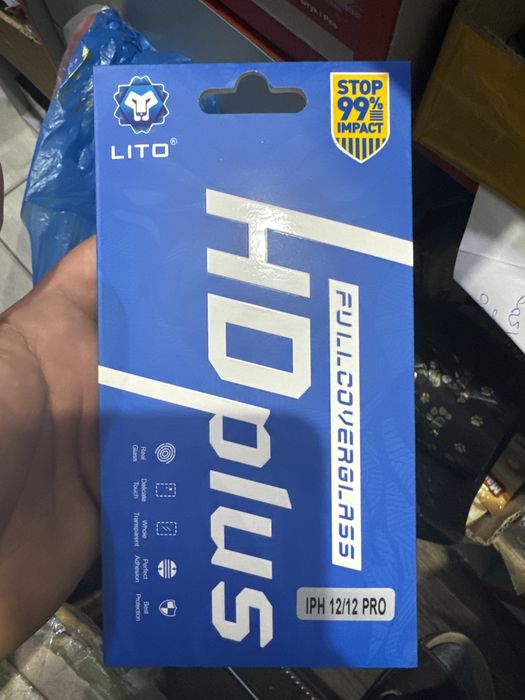 LITO®
STOP
99%
IMPACT
HDplus
FULLCOVERGLASS
Real
Glass
Delicate
Touch
Whole
Transparent
Perfect
Adhesion
Best
Protection
IPH 12/12 PRO